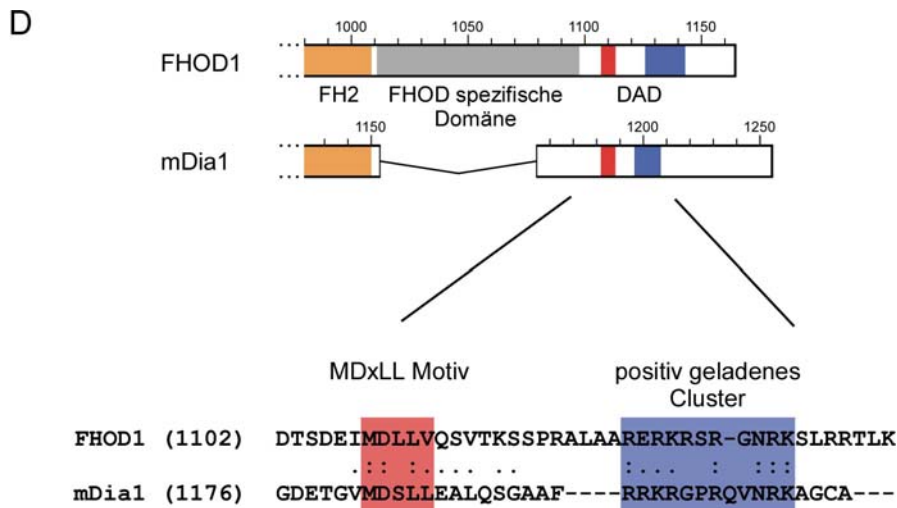 D
1000 1050 1100 1150
FHOD1
FH2 FHOD spezifische Domäne DAD
1150 1200 1250
mDia1
MDxLL Motiv
positiv geladenes Cluster
FHOD1 (1102) DTSDEIMDLLVQSVTKSSPRALAARERKRSR-GNRKSLRRTLK
.:: :. .. .. :... : :::
mDia1 (1176) GDETGVMDSLLEALQSGAAF----RRKRGPRQVNRKAGCA---